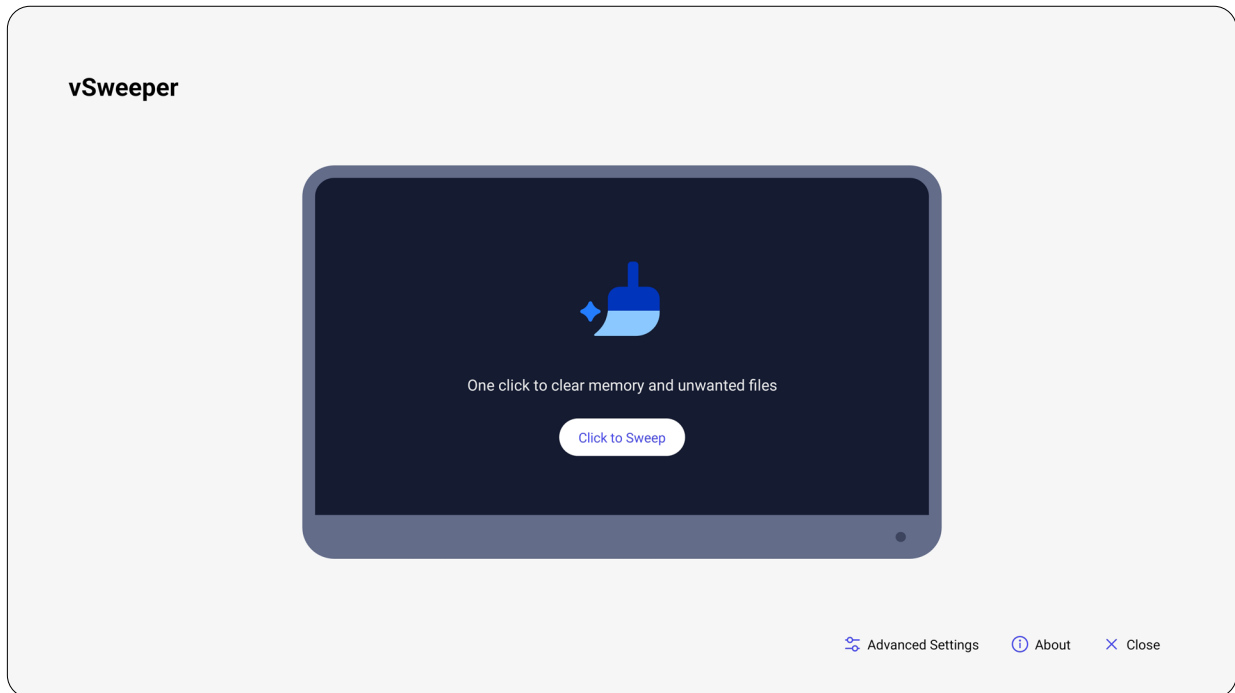 vSweeper
One click to clear memory and unwanted files
Click to Sweep
Advanced Settings
About
Close